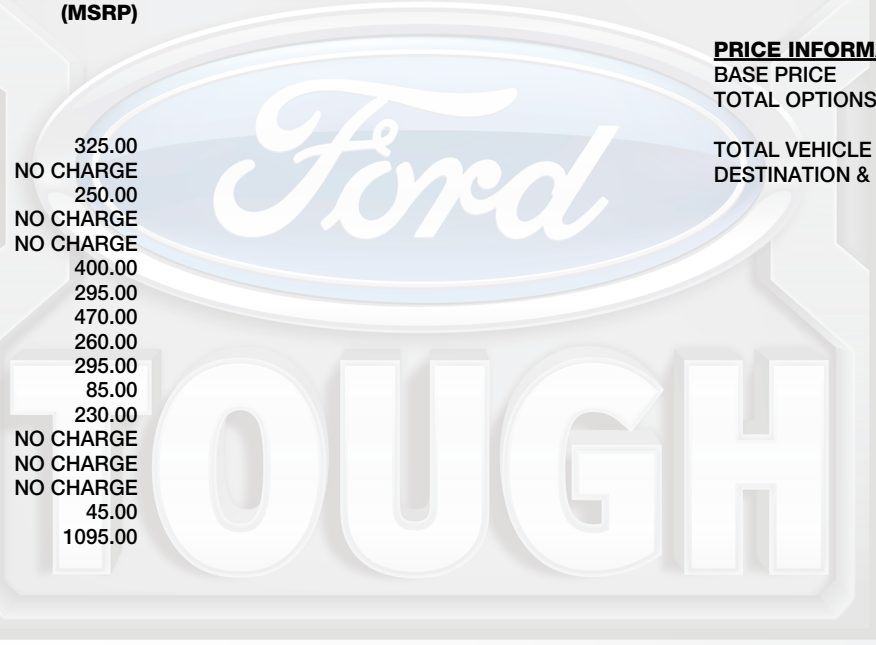 (MSRP)
325.00
NO CHARGE
250.00
NO CHARGE
NO CHARGE
400.00
295.00
470.00
260.00
295.00
85.00
230.00
NO CHARGE
NO CHARGE
NO CHARGE
45.00
1095.00
PRICE INFORMA
BASE PRICE
TOTAL OPTIONS
TOTAL VEHICLE
DESTINATION &
Ford
TOUGH